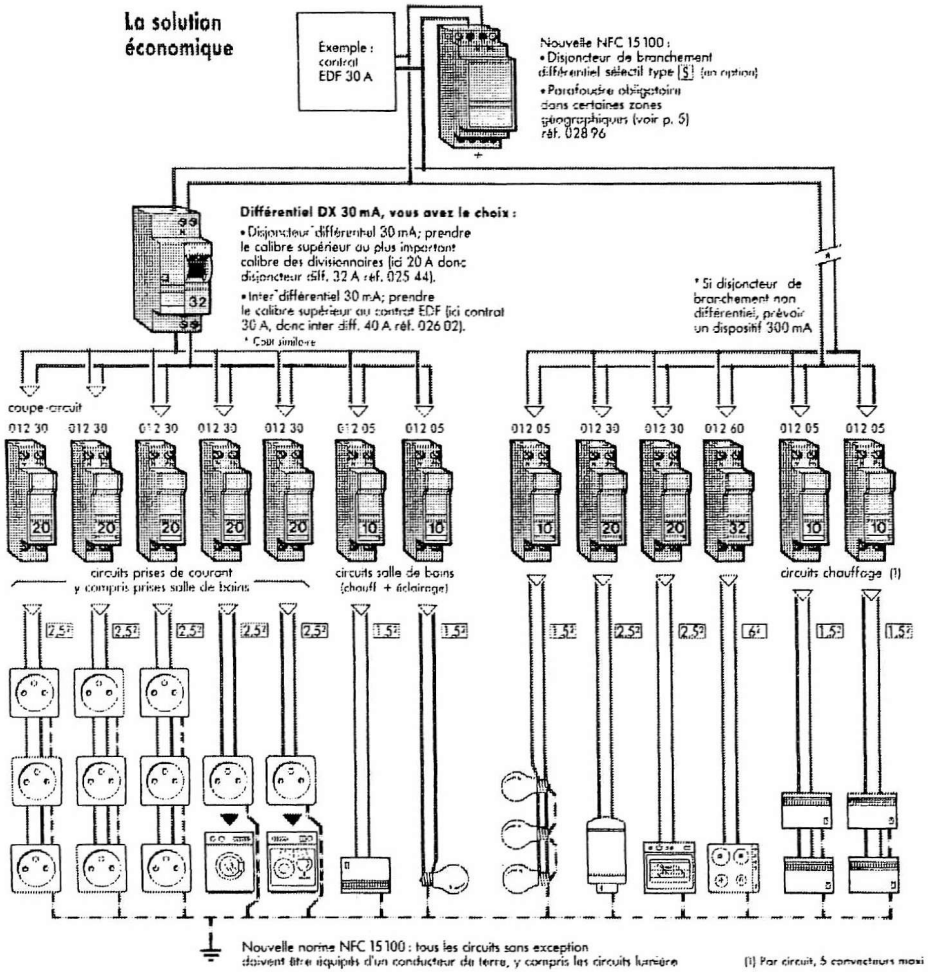 La solution
économique
Exemple :
contrat
EDF 30 A
Nouvelle NFC 15100 :
• Disjoncteur de branchement
différentiel sélectif type S (en option)
• Parafoudre obligatoire
dans certaines zones
géographiques (voir p. 5)
réf. 028 96
Différentiel DX 30 mA, vous avez le choix :
• Disjoncteur* différentiel 30 mA; prendre
le calibre supérieur au plus important
calibre des divisionnaires (ici 20 A donc
disjoncteur diff. 32 A réf. 025 44).
• Inter* différentiel 30 mA; prendre
le calibre supérieur au contrat EDF (ici contrat
30 A, donc inter diff. 40 A réf. 026 02).
* Coût similaire
32
* Si disjoncteur de
branchement non
différentiel, prévoir
un dispositif 300 mA
coupe-circuit
012 30 012 30 012 30 012 30 012 30 012 05 012 05 012 05 012 30 012 30 012 60 012 05 012 05
20 20 20 20 20 10 10 10 20 20 32 10 10
circuits prises de courant
y compris prises salle de bains
circuits salle de bains
(chauff + éclairage)
circuits chauffage (1)
2,5² 2,5² 2,5² 2,5² 2,5² 1,5² 1,5² 1,5² 2,5² 2,5² 6² 1,5² 1,5²
Nouvelle norme NFC 15100 : tous les circuits sans exception
doivent être équipés d'un conducteur de terre, y compris les circuits lumière
(1) Par circuit, 5 convecteurs maxi